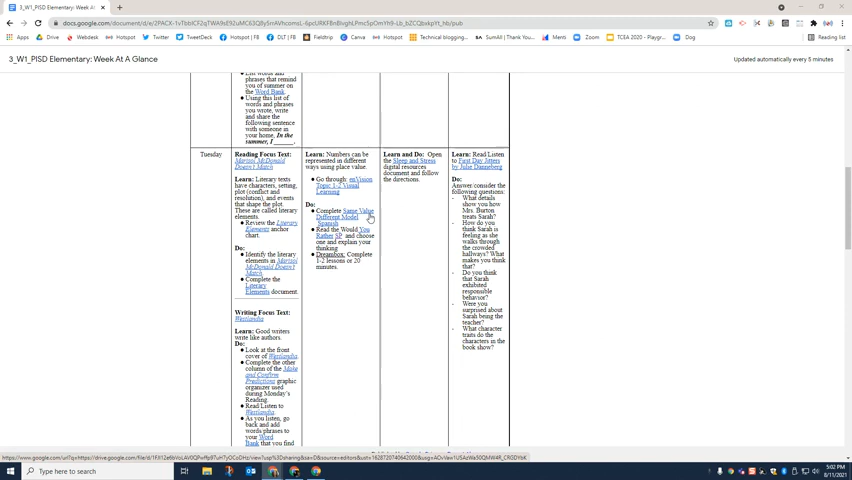 3_W1_PISD Elementary: Week At
docs.google.com/document/d/e/
Apps
Drive
Webdesk
Hotspot
Twitter
TweetDeck
Hotspot | FB
DLT | FB
Fieldtrip
Canva
Hotspot
Technical blogging...
SumAll | Thank You...
Menti
Zoom
TCEA 2020 - Playgr...
Dog
Reading list
3_W1_PISD Elementary: Week At A Glance
Updated automatically every 5 minutes
List words and
phrases that remind
you of summer on
the Word Bank.
● Using this list of
words and phrases
you wrote, write
and share the
following sentence
with someone in
your home, In the
summer, I ______.
Tuesday
Reading Focus Text:
Marisol McDonald
Doesn't Match
Learn: Literary texts
have characters, setting,
plot (conflict and
resolution), and events
that shape the plot.
These are called literary
elements.
● Review the Literary
Elements anchor
chart.
Do:
● Identify the literary
elements in Marisol
McDonald Doesn't
Match
● Complete the
Literary
Elements document.
Writing Focus Text:
Westlandia
Learn: Good writers
write like authors.
Do:
● Look at the front
cover of Westlandia.
● Complete the other
column of the Make
and Confirm
Predictions graphic
organizer used
during Monday's
Reading.
● Read/Listen to
Westlandia.
● As you listen, go
back and add
words/phrases to
your Word
Bank that you find
Learn: Numbers can be
represented in different
ways using place value.
● Go through: enVision
Topic 1-2 Visual
Learning
Do:
● Complete Same Value
Different Model
Spanish
● Read the Would You
Rather SP and choose
one and explain your
thinking
● Dreambox: Complete
1-2 lessons or 20
minutes.
Learn and Do: Open
the Sleep and Stress
digital resources
document and follow
the directions.
Learn: Read/Listen
to First Day Jitters
by Julie Danneberg
Do:
Answer/consider the
following questions:
- What details
show you how
Mrs. Burton
treats Sarah?
- How do you
think Sarah is
feeling as she
walks through
the crowded
hallways? What
makes you think
that?
- Do you think
that Sarah
exhibited
responsible
behavior?
- Were you
surprised about
Sarah being the
teacher?
- What character
traits do the
characters in the
book show?
Type here to search
5:02 PM
8/11/2021